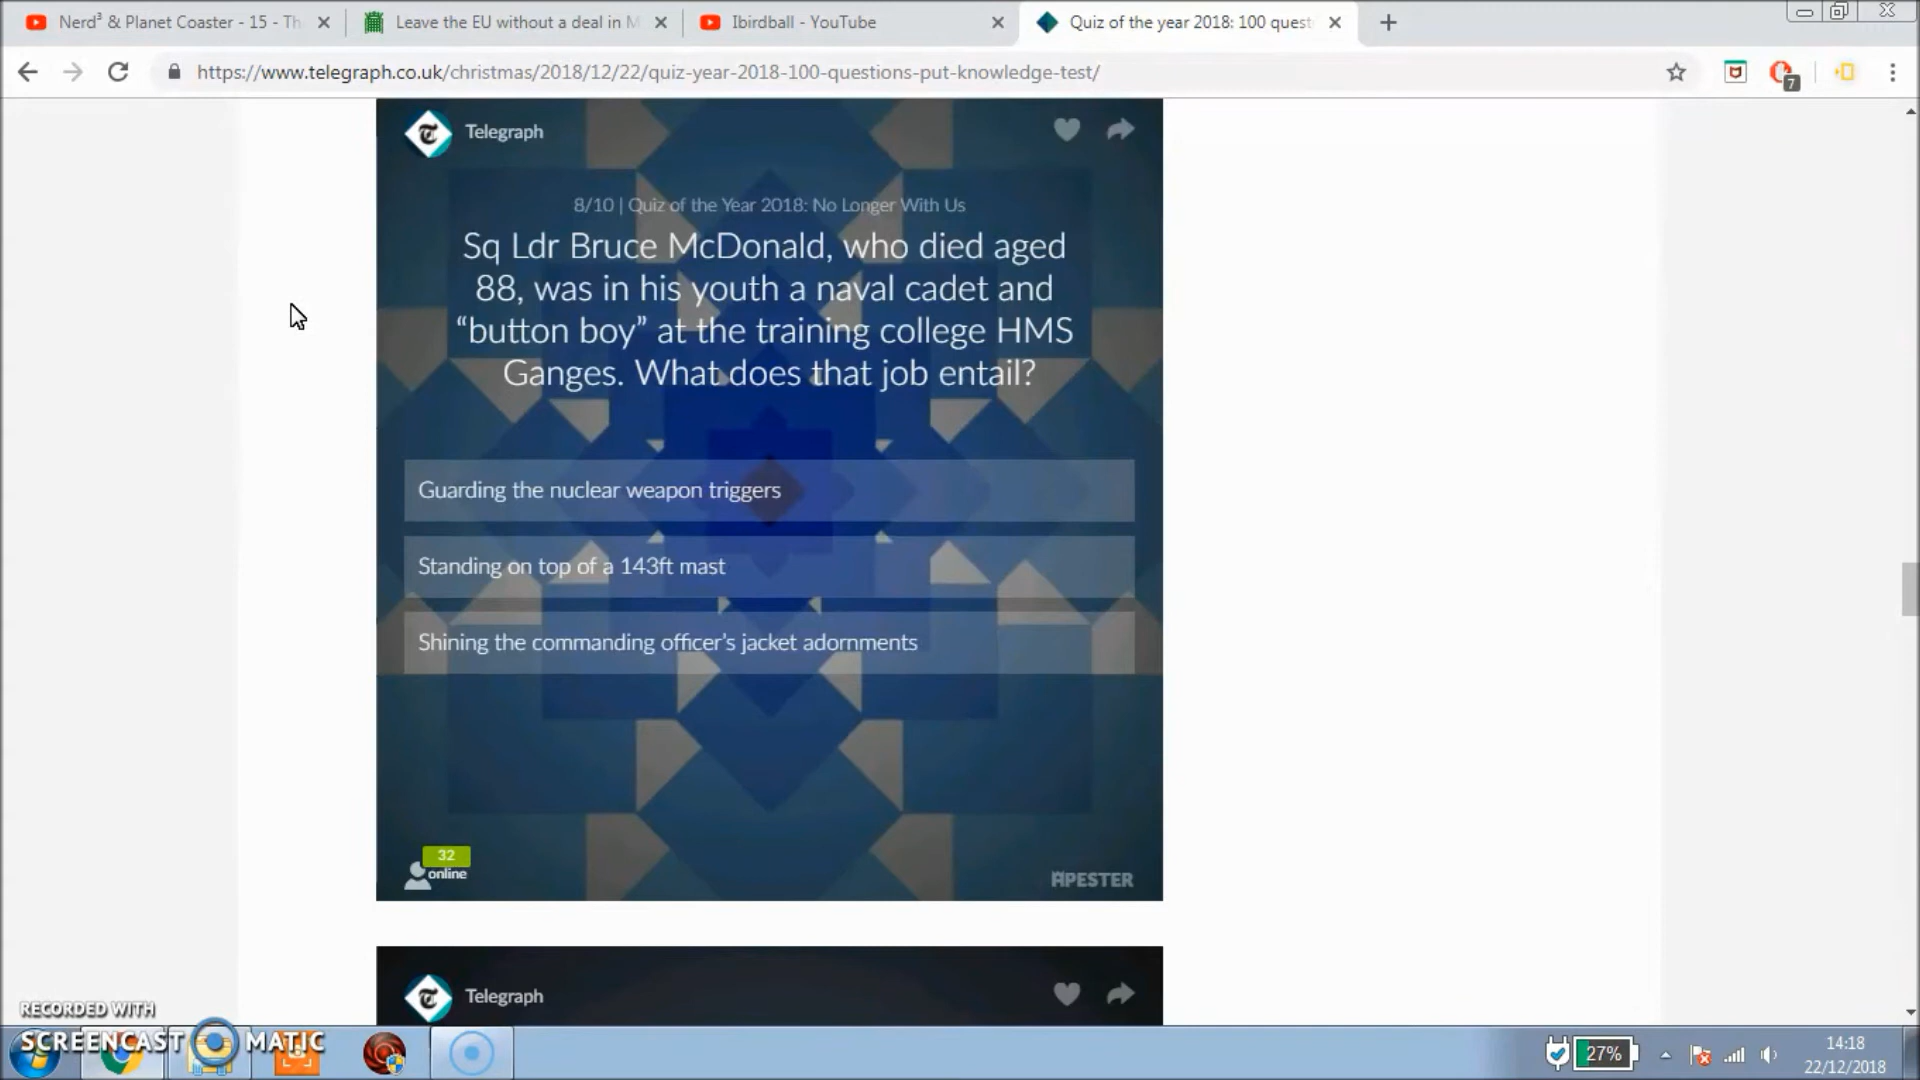 Nerd³ & Planet Coaster - 15 - Th
Leave the EU without a deal in M
Ibirdball - YouTube
Quiz of the year 2018: 100 quest
https://www.telegraph.co.uk/christmas/2018/12/22/quiz-year-2018-100-questions-put-knowledge-test/
7
Telegraph
8/10 | Quiz of the Year 2018: No Longer With Us
Sq Ldr Bruce McDonald, who died aged
88, was in his youth a naval cadet and
“button boy” at the training college HMS
Ganges. What does that job entail?
Guarding the nuclear weapon triggers
Standing on top of a 143ft mast
Shining the commanding officer's jacket adornments
32
online
APESTER
Telegraph
RECORDED WITH
SCREENCAST MATIC
27%
14:18
22/12/2018